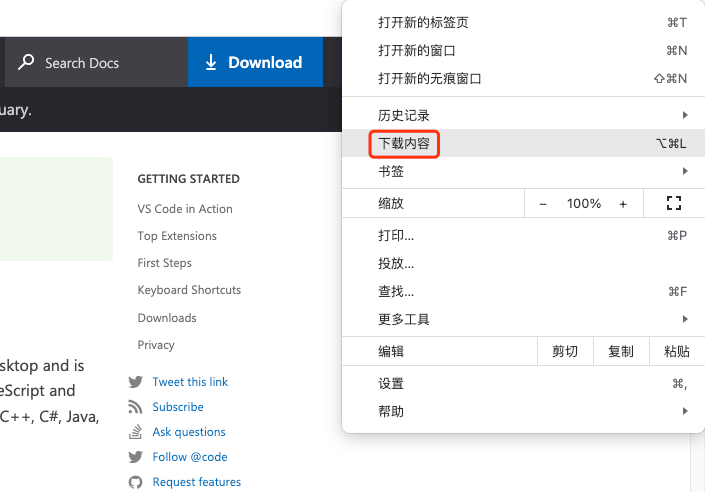 Search Docs
Download
uary.
GETTING STARTED
VS Code in Action
Top Extensions
First Steps
Keyboard Shortcuts
Downloads
Privacy
Tweet this link
Subscribe
Ask questions
Follow @code
Request features
sktop and is
eScript and
C++, C#, Java,
打开新的标签页 ⌘T
打开新的窗口 ⌘N
打开新的无痕窗口 ⇧⌘N
历史记录
下载内容 ⌥⌘L
书签
缩放 − 100% +
打印... ⌘P
投放...
查找... ⌘F
更多工具
编辑 剪切 复制 粘贴
设置 ⌘,
帮助